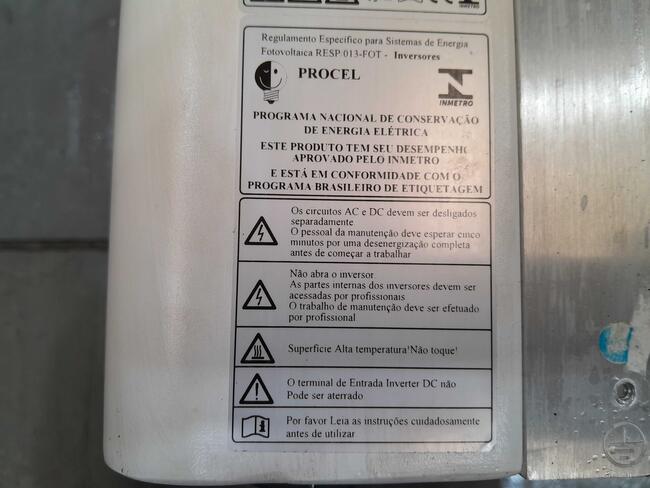 INMETRO
Regulamento Específico para Sistemas de Energia
Fotovoltaica RESP 013-FOT - Inversores
PROCEL
INMETRO
PROGRAMA NACIONAL DE CONSERVAÇÃO
DE ENERGIA ELÉTRICA
ESTE PRODUTO TEM SEU DESEMPENHO
APROVADO PELO INMETRO
E ESTÁ EM CONFORMIDADE COM O
PROGRAMA BRASILEIRO DE ETIQUETAGEM
Os circuitos AC e DC devem ser desligados
separadamente
O pessoal da manutenção deve esperar cinco
minutos por uma desenergização completa
antes de começar a trabalhar
Não abra o inversor
As partes internas dos inversores devem ser
acessadas por profissionais
O trabalho de manutenção deve ser efetuado
por profissional
Superfície Alta temperatura!Não toque!
O terminal de Entrada Inverter DC não
Pode ser aterrado
Por favor Leia as instruções cuidadosamente
antes de utilizar